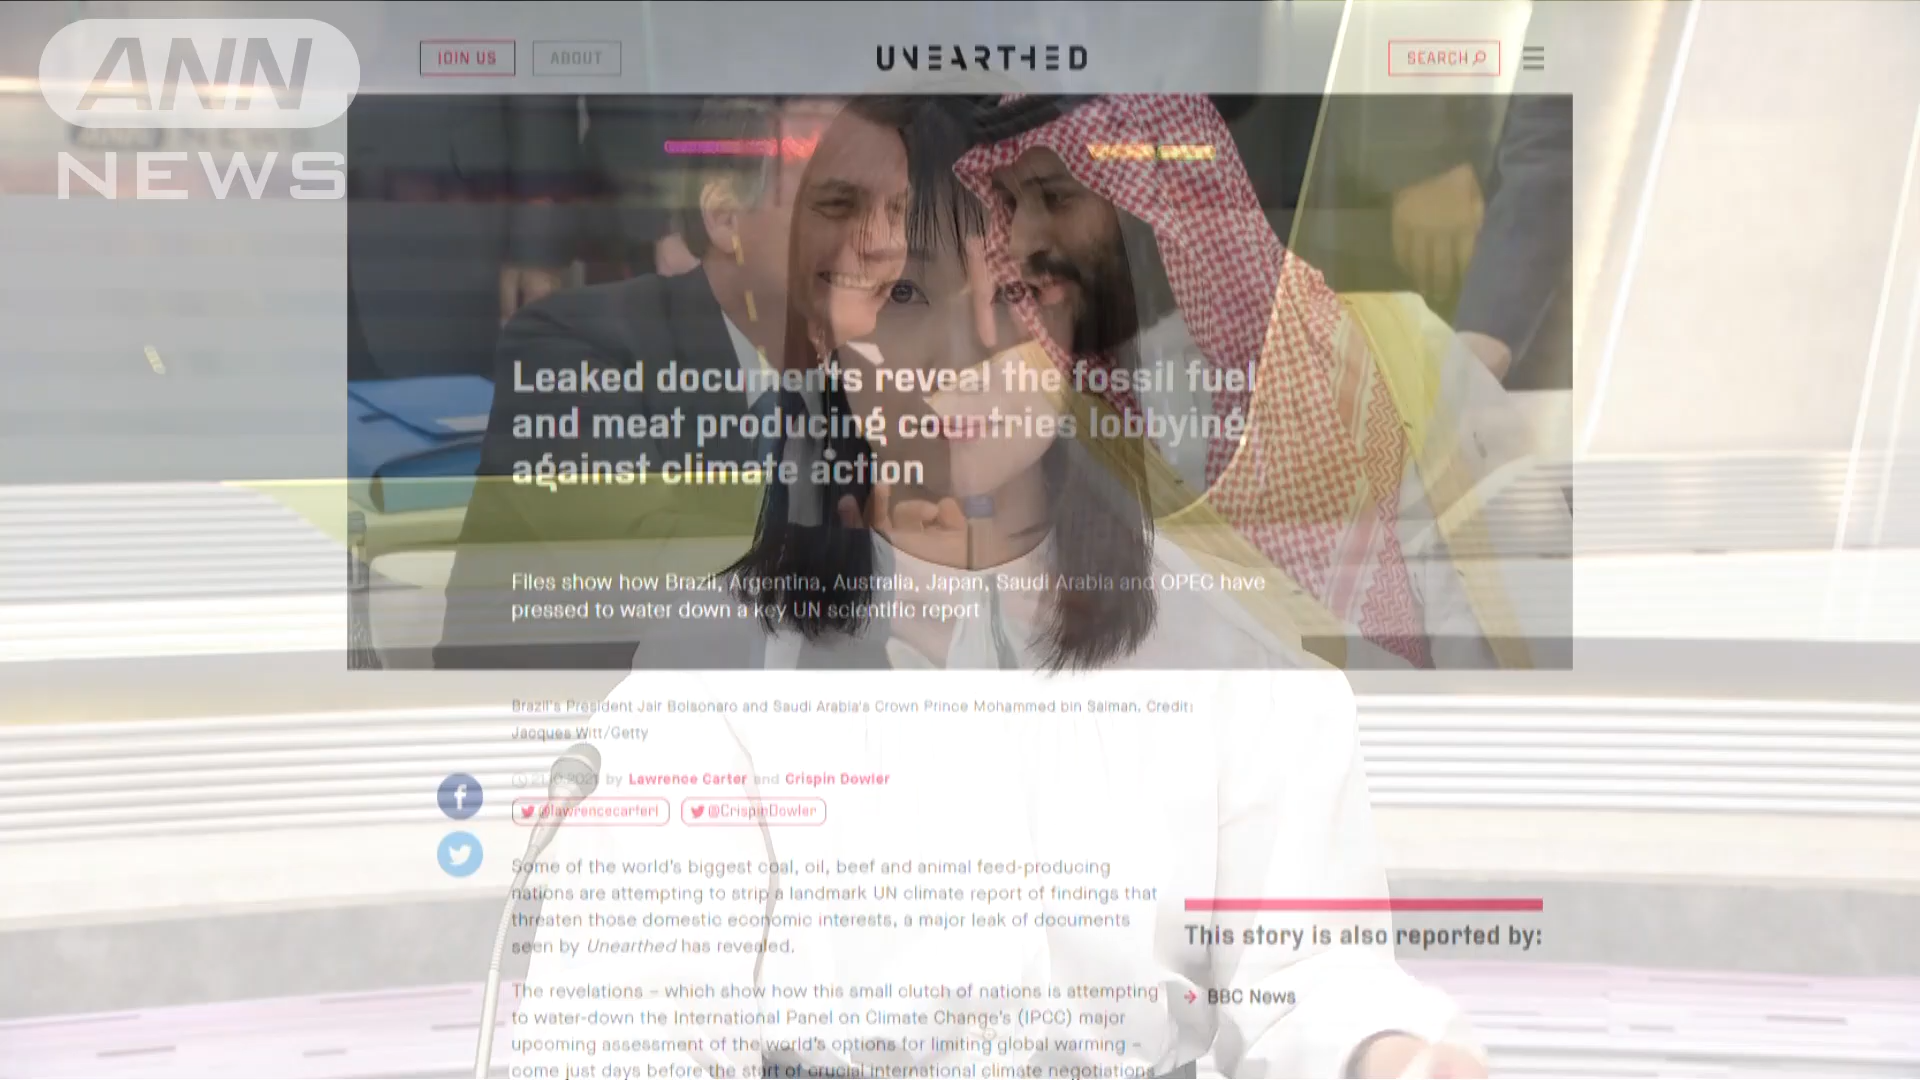 ANN
NEWS
JOIN US
ABOUT
UNEARTHED
SEARCH
Leaked documents reveal the fossil fuel
and meat producing countries lobbying
against climate action
Files show how Brazil, Argentina, Australia, Japan, Saudi Arabia and OPEC have
pressed to water down a key UN scientific report
Brazil's President Jair Bolsonaro and Saudi Arabia's Crown Prince Mohammed bin Salman. Credit:
Jacques Witt/Getty
by Lawrence Carter and Crispin Dowler
@lawrencecarter1 @CrispinDowler
Some of the world's biggest coal, oil, beef and animal feed-producing
nations are attempting to strip a landmark UN climate report of findings that
threaten those domestic economic interests, a major leak of documents
seen by Unearthed has revealed.
The revelations – which show how this small clutch of nations is attempting
to water-down the International Panel on Climate Change's (IPCC) major
upcoming assessment of the world's options for limiting global warming –
come just days before the start of crucial international climate negotiations
This story is also reported by:
BBC News